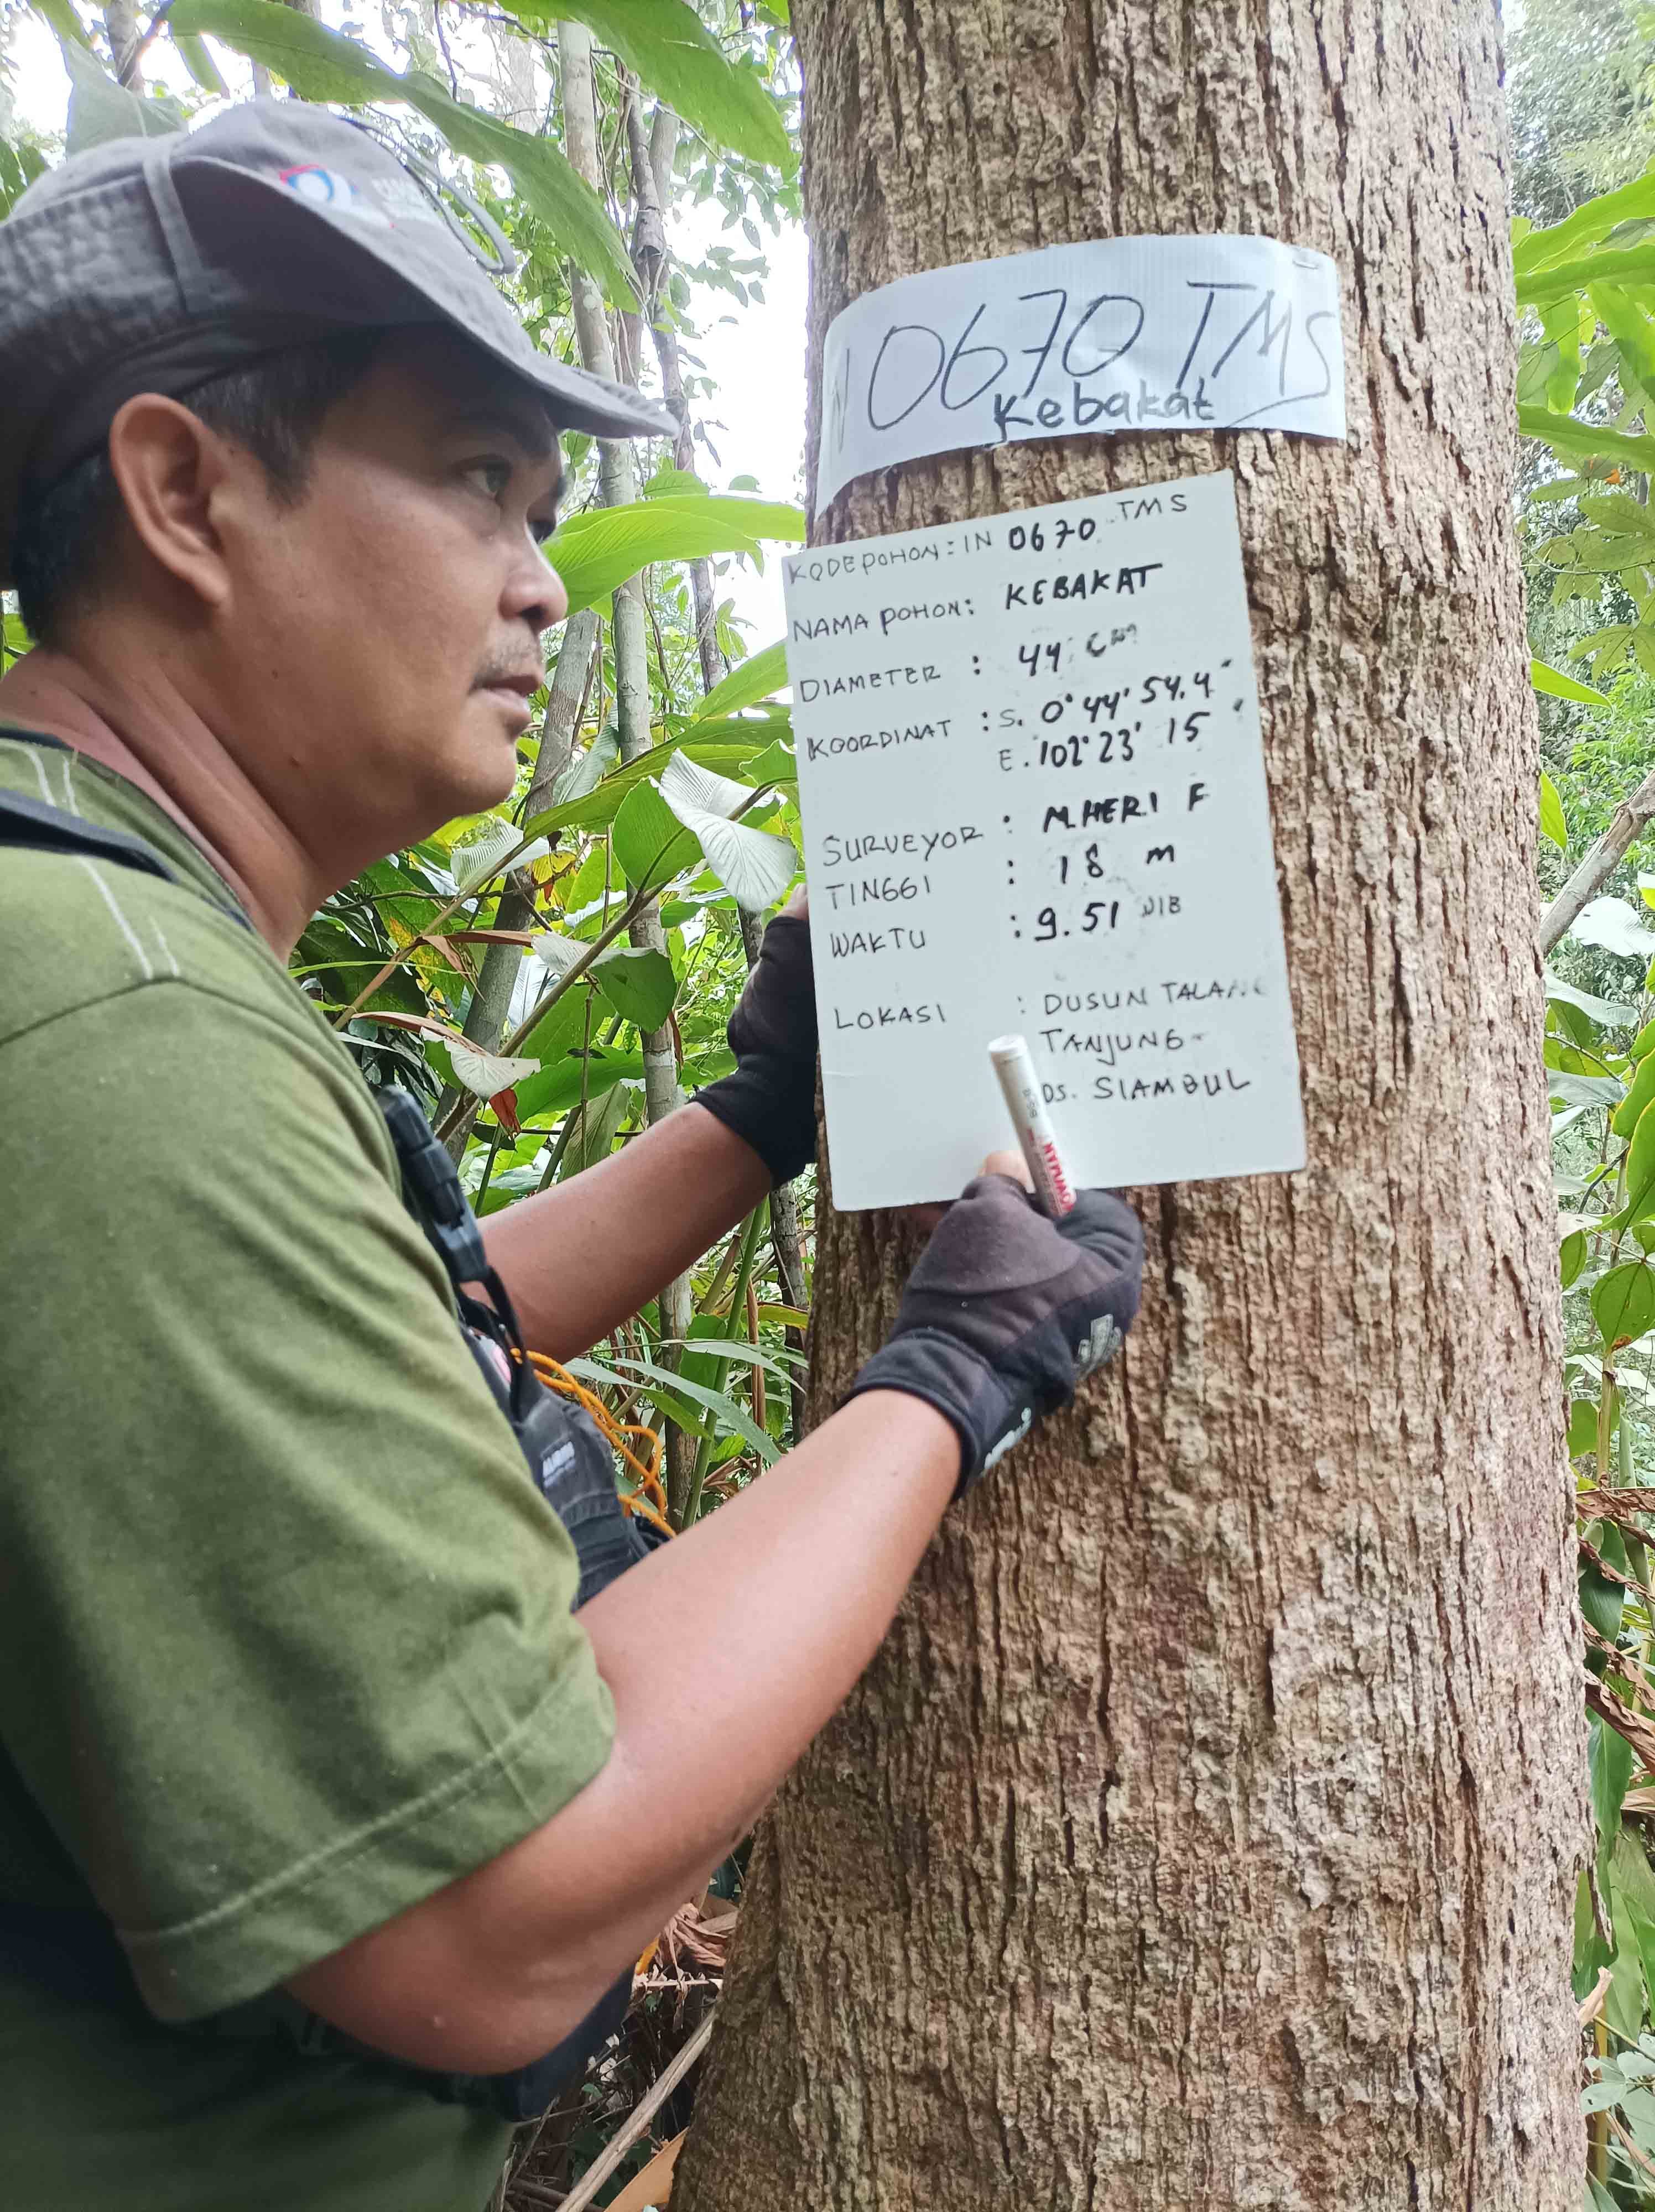 N 0670 TMS
Kebakat
KODE POHON : IN 0670 TMS
NAMA POHON : KEBAKAT
DIAMETER : 44 cm
KOORDINAT : S. 0° 44' 54.4"
E. 102° 23' 15"
SURVEYOR : M.HERI F
TINGGI : 18 m
WAKTU : 9.51 WIB
LOKASI : DUSUN TALANG
TANJUNG
DS. SIAMBUL
SNOWMAN